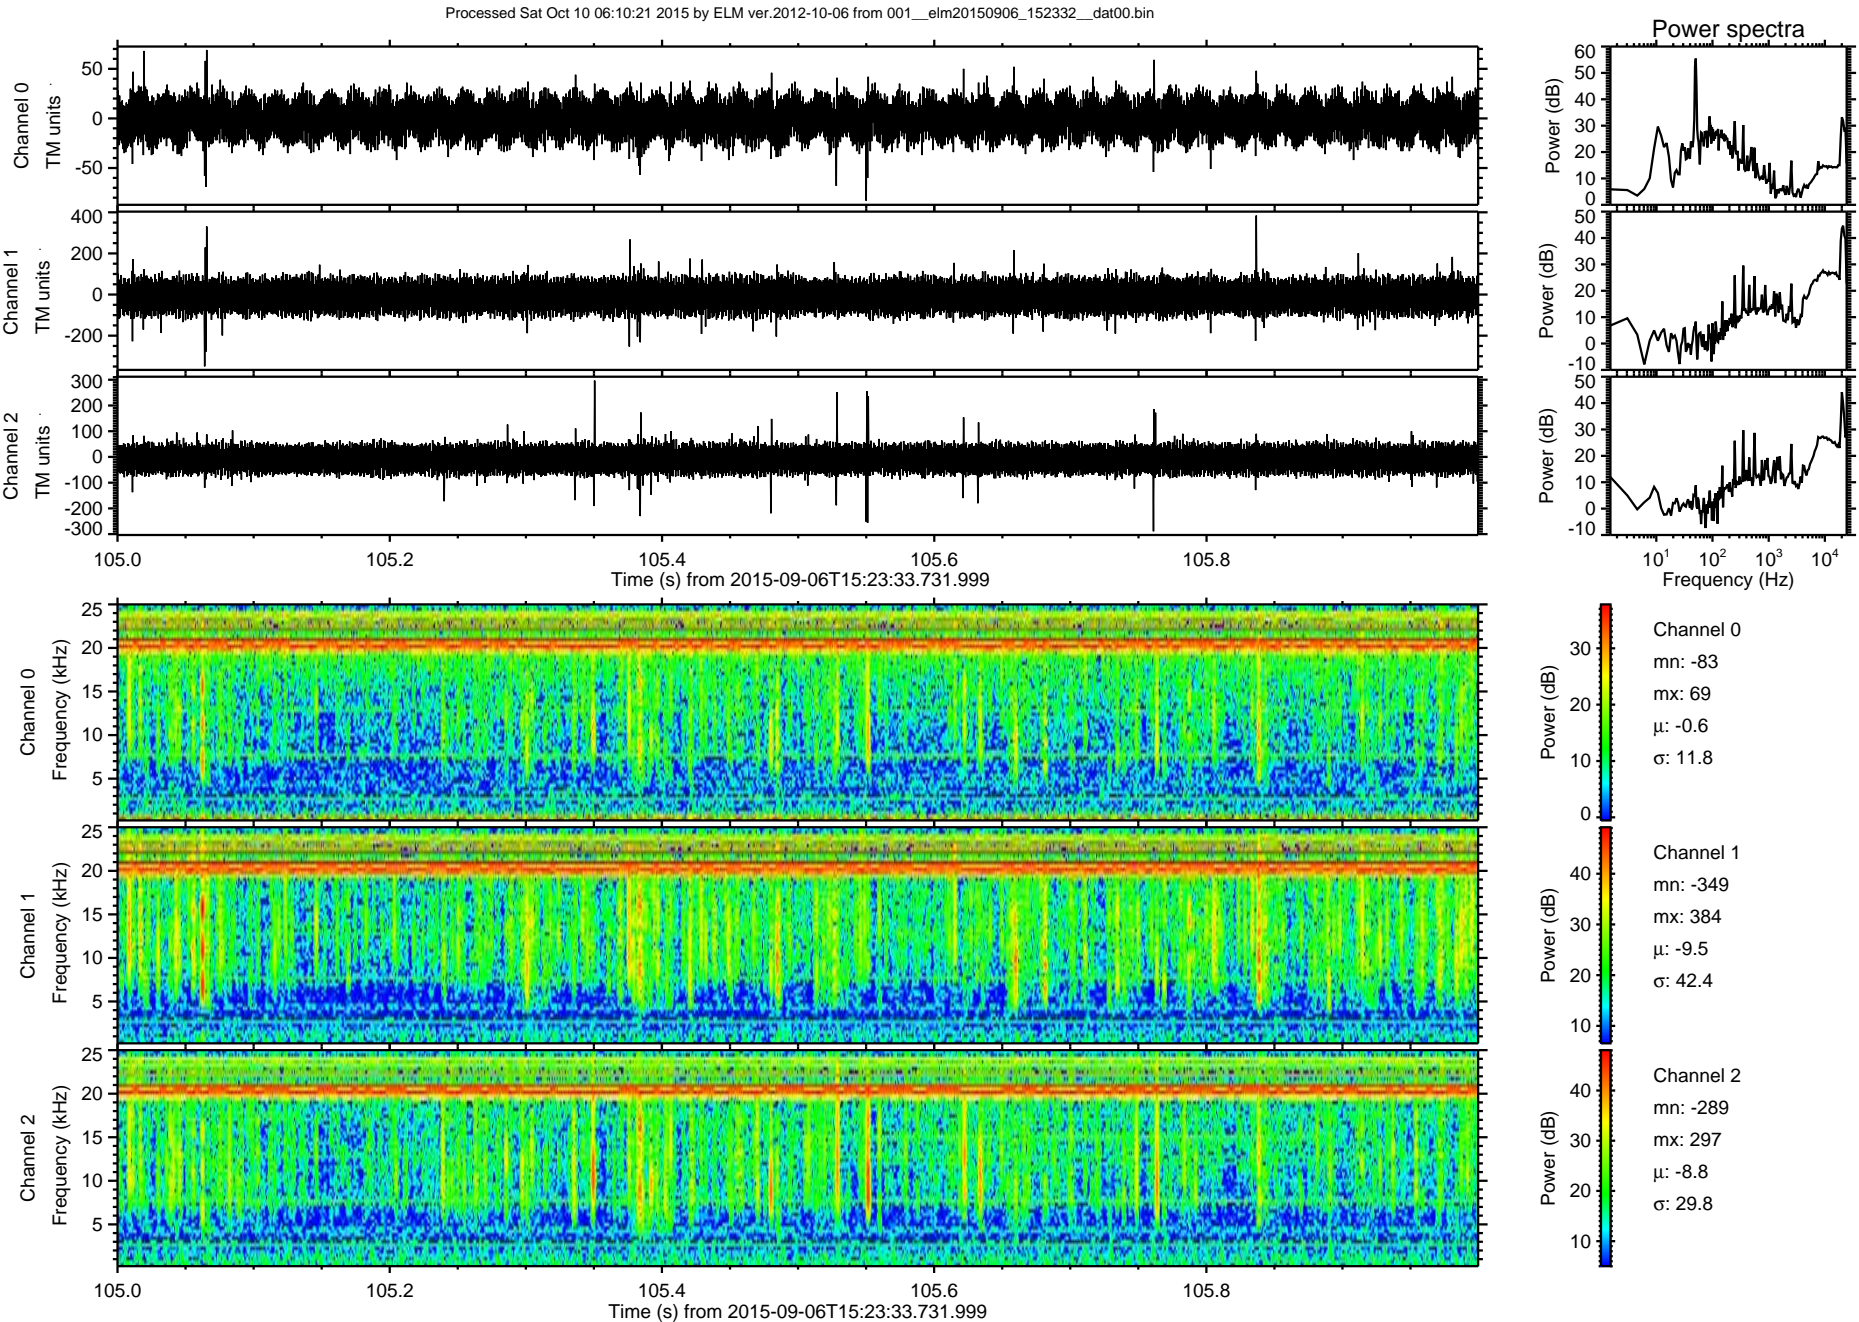 Processed Sat Oct 10 06:10:21 2015 by ELM ver.2012-10-06 from 001__elm20150906_152332__dat00.bin
Power spectra
Channel 0
TM units
50
0
-50
Power (dB)
60
50
40
30
20
10
0
Channel 1
TM units
400
200
0
-200
Power (dB)
50
40
30
20
10
0
-10
Channel 2
TM units
300
200
100
0
-100
-200
-300
Power (dB)
50
40
30
20
10
0
-10
105.0 105.2 105.4 105.6 105.8
Time (s) from 2015-09-06T15:23:33.731.999
10¹ 10² 10³ 10⁴
Frequency (Hz)
Channel 0
Frequency (kHz)
25
20
15
10
5
Power (dB)
30
20
10
0
Channel 0
mn: -83
mx: 69
µ: -0.6
σ: 11.8
Channel 1
Frequency (kHz)
25
20
15
10
5
Power (dB)
40
30
20
10
Channel 1
mn: -349
mx: 384
µ: -9.5
σ: 42.4
Channel 2
Frequency (kHz)
25
20
15
10
5
Power (dB)
40
30
20
10
Channel 2
mn: -289
mx: 297
µ: -8.8
σ: 29.8
105.0 105.2 105.4 105.6 105.8
Time (s) from 2015-09-06T15:23:33.731.999